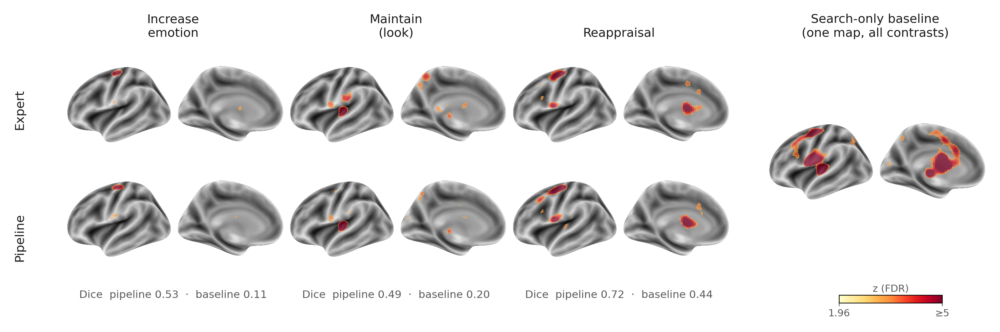 Increase
emotion
Maintain
(look)
Reappraisal
Search-only baseline
(one map, all contrasts)
Expert
Pipeline
Dice  pipeline 0.53  ·  baseline 0.11
Dice  pipeline 0.49  ·  baseline 0.20
Dice  pipeline 0.72  ·  baseline 0.44
z (FDR)
1.96
≥5